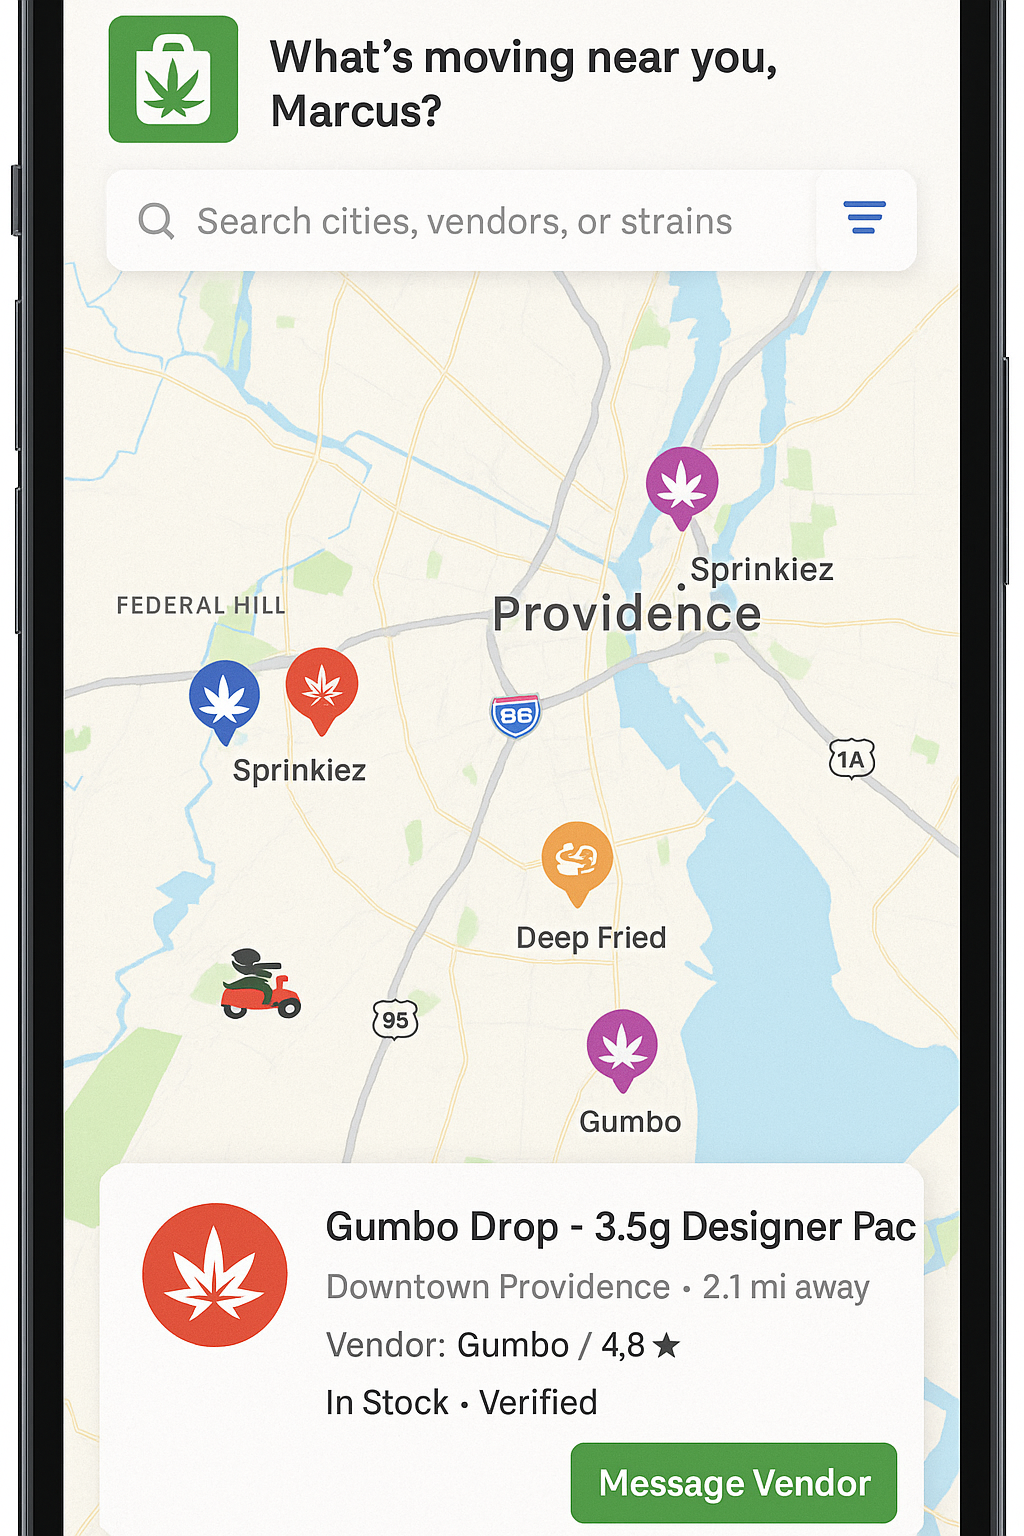 What's moving near you,
Marcus?
Search cities, vendors, or strains
Sprinkiez
Providence
FEDERAL HILL
86
1A
Sprinkiez
Deep Fried
95
Gumbo
Gumbo Drop - 3.5g Designer Pac
Downtown Providence • 2.1 mi away
Vendor: Gumbo / 4,8 ★
In Stock • Verified
Message Vendor